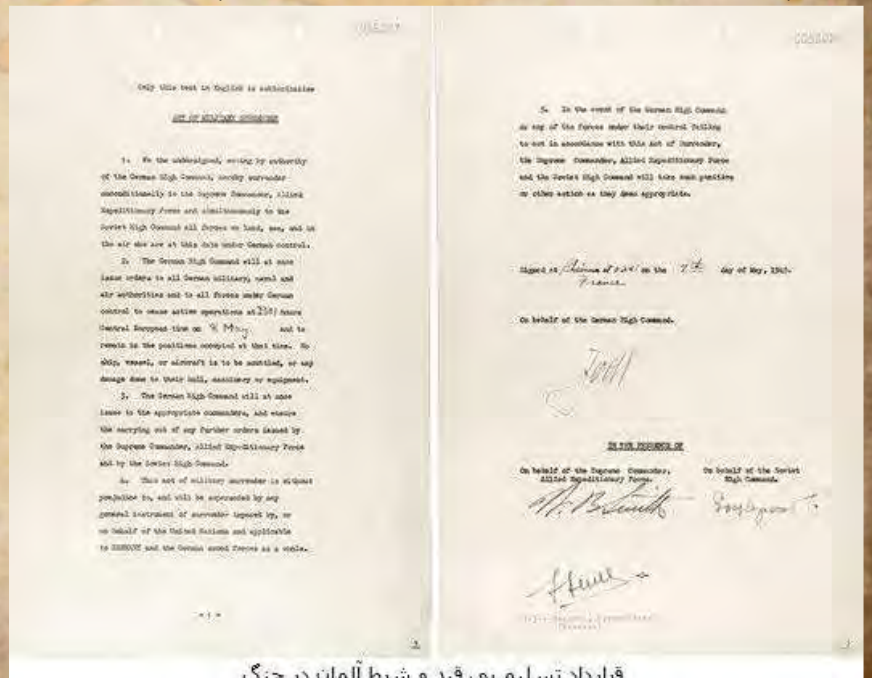 Only this text in English is authoritative
ACT OF MILITARY SURRENDER
1. We the undersigned, acting by authority
of the German High Command, hereby surrender
unconditionally to the Supreme Commander, Allied
Expeditionary Force and simultaneously to the
Soviet High Command all forces on land, sea, and in
the air who are at this date under German control.
2. The German High Command will at once
issue orders to all German military, naval and
air authorities and to all forces under German
control to cease active operations at 2301 hours
Central European time on 8 May and to
remain in the positions occupied at that time. No
ship, vessel, or aircraft is to be scuttled, or any
damage done to their hull, machinery or equipment.
3. The German High Command will at once
issue to the appropriate commanders, and ensure
the carrying out of any further orders issued by
the Supreme Commander, Allied Expeditionary Force
and by the Soviet High Command.
4. This act of military surrender is without
prejudice to, and will be superseded by any
general instrument of surrender imposed by, or
on behalf of the United Nations and applicable
to GERMANY and the German armed forces as a whole.
- 1 -
5. In the event of the German High Command
or any of the forces under their control failing
to act in accordance with this Act of Surrender,
the Supreme Commander, Allied Expeditionary Force
and the Soviet High Command will take such punitive
or other action as they deem appropriate.
Signed at on the 7th day of May, 1945.
France
On behalf of the German High Command.
Jodl
IN THE PRESENCE OF
On behalf of the Supreme Commander, On behalf of the Soviet
Allied Expeditionary Force. High Command.
W. B. Smith
قرارداد تسلیم بی قید و شرط آلمان در جنگ